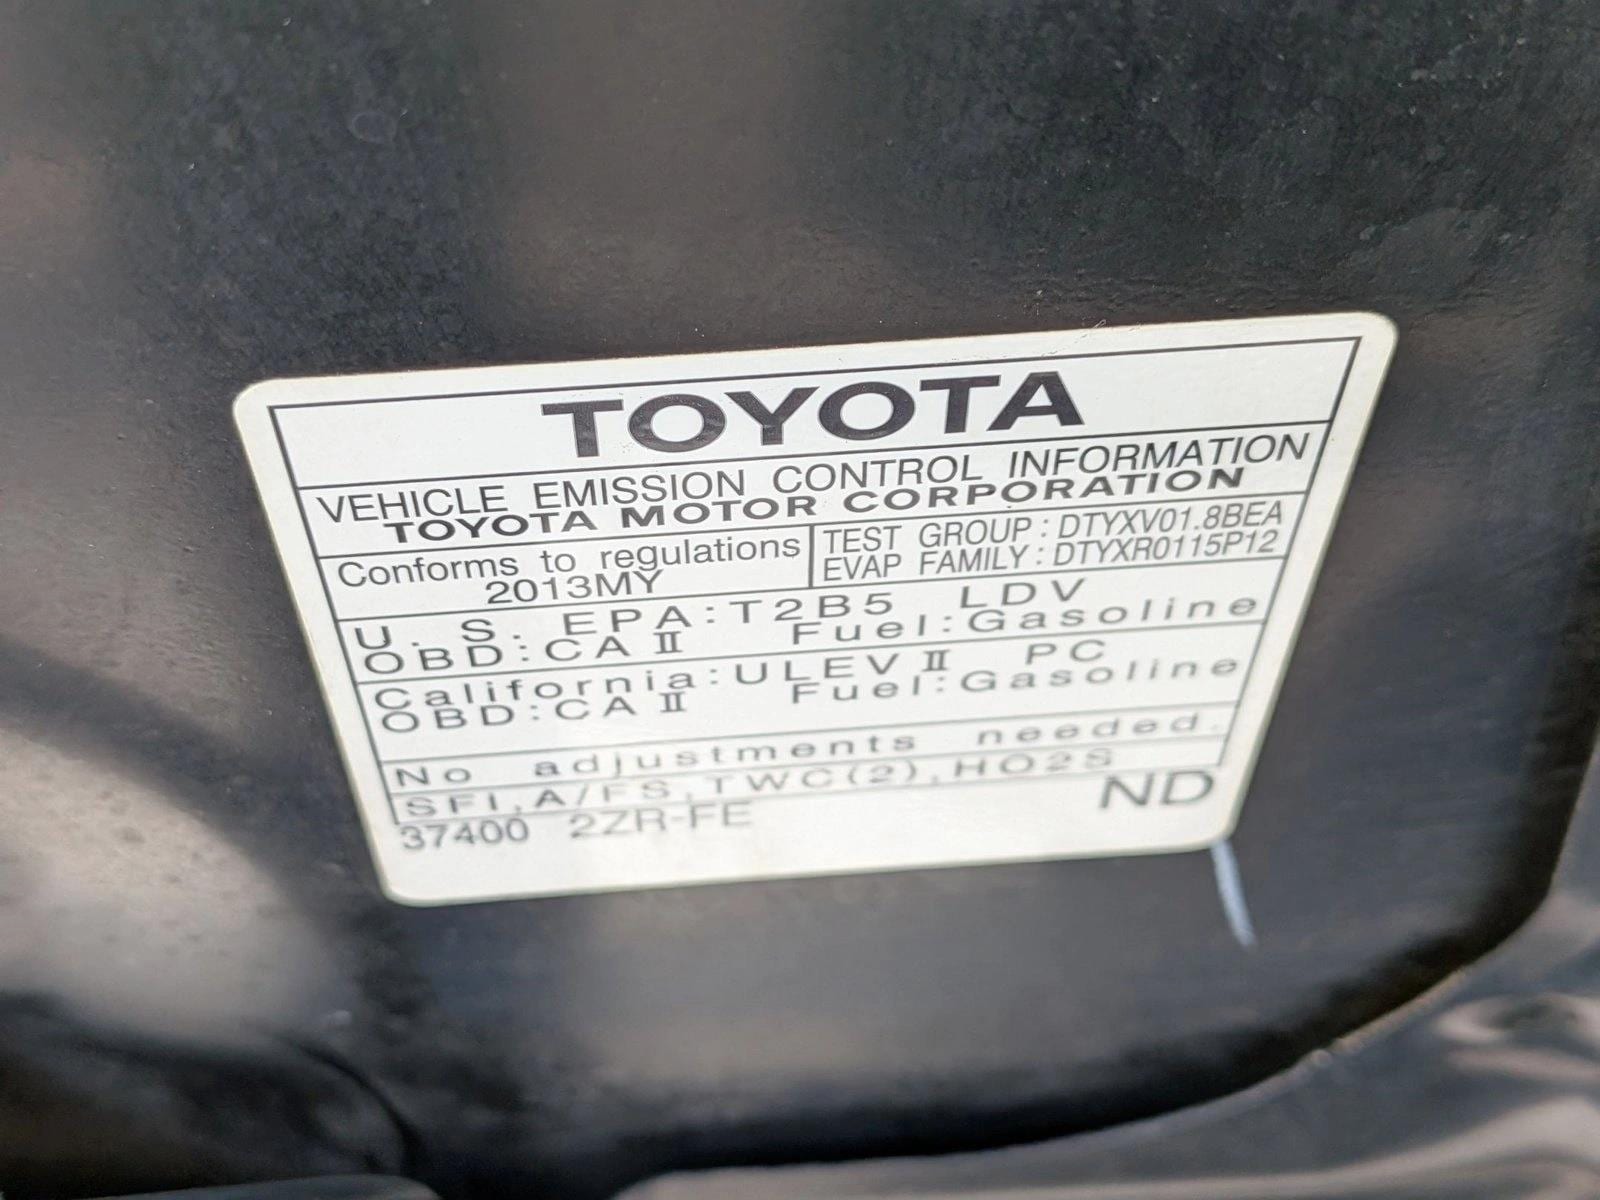 TOYOTA
VEHICLE EMISSION CONTROL INFORMATION
TOYOTA MOTOR CORPORATION
Conforms to regulations
2013MY
TEST GROUP : DTYXV01.8BEA
EVAP FAMILY : DTYXR0115P12
U. S. EPA:T2B5 LDV
OBD:CAⅡ Fuel:Gasoline
California:ULEVⅡ PC
OBD:CAⅡ Fuel:Gasoline
No adjustments needed.
SFI,A/FS,TWC(2),HO2S
37400 2ZR-FE ND